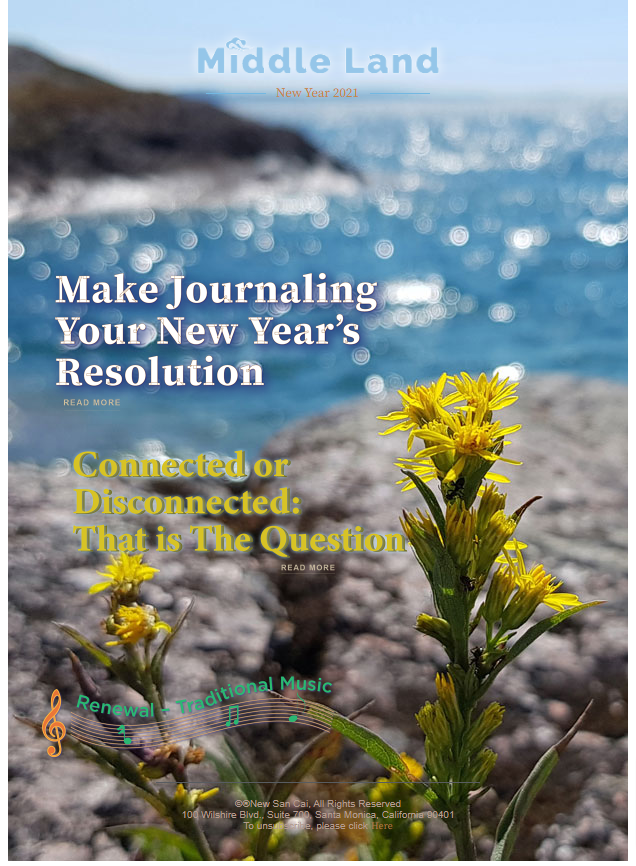 Middle Land
New Year 2021
Make Journaling
Your New Year’s
Resolution
READ MORE
Connected or
Disconnected:
That is The Question
READ MORE
Renewal – Traditional Music
©®New San Cai, All Rights Reserved
100 Wilshire Blvd., Suite 700, Santa Monica, California 90401
To unsubscribe, please click Here